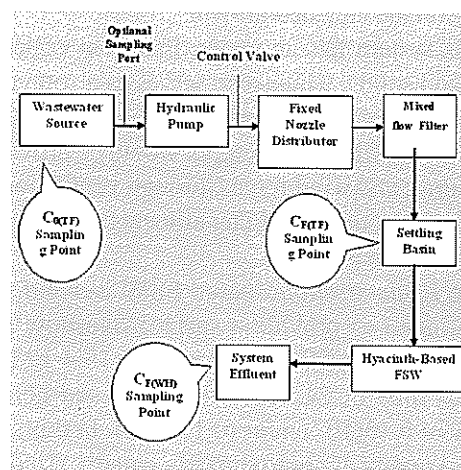 Optional
Sampling
Port
Control Valve
Wastewater
Source
Hydraulic
Pump
Fixed
Nozzle
Distributor
Mixed
flow Filter
C0(TF)
Samplin
g Point
CF(TF)
Samplin
g Point
Settling
Basin
CF(WH)
Sampling
Point
System
Effluent
Hyacinth-Based
FSW